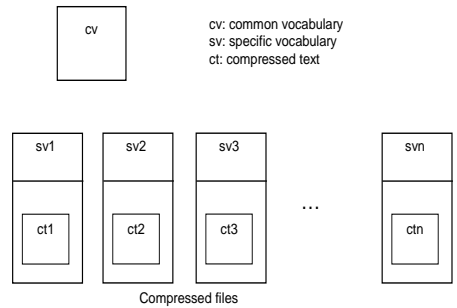 cv
cv: common vocabulary
sv: specific vocabulary
ct: compressed text
sv1 sv2 sv3 svn
...
ct1 ct2 ct3 ctn
Compressed files